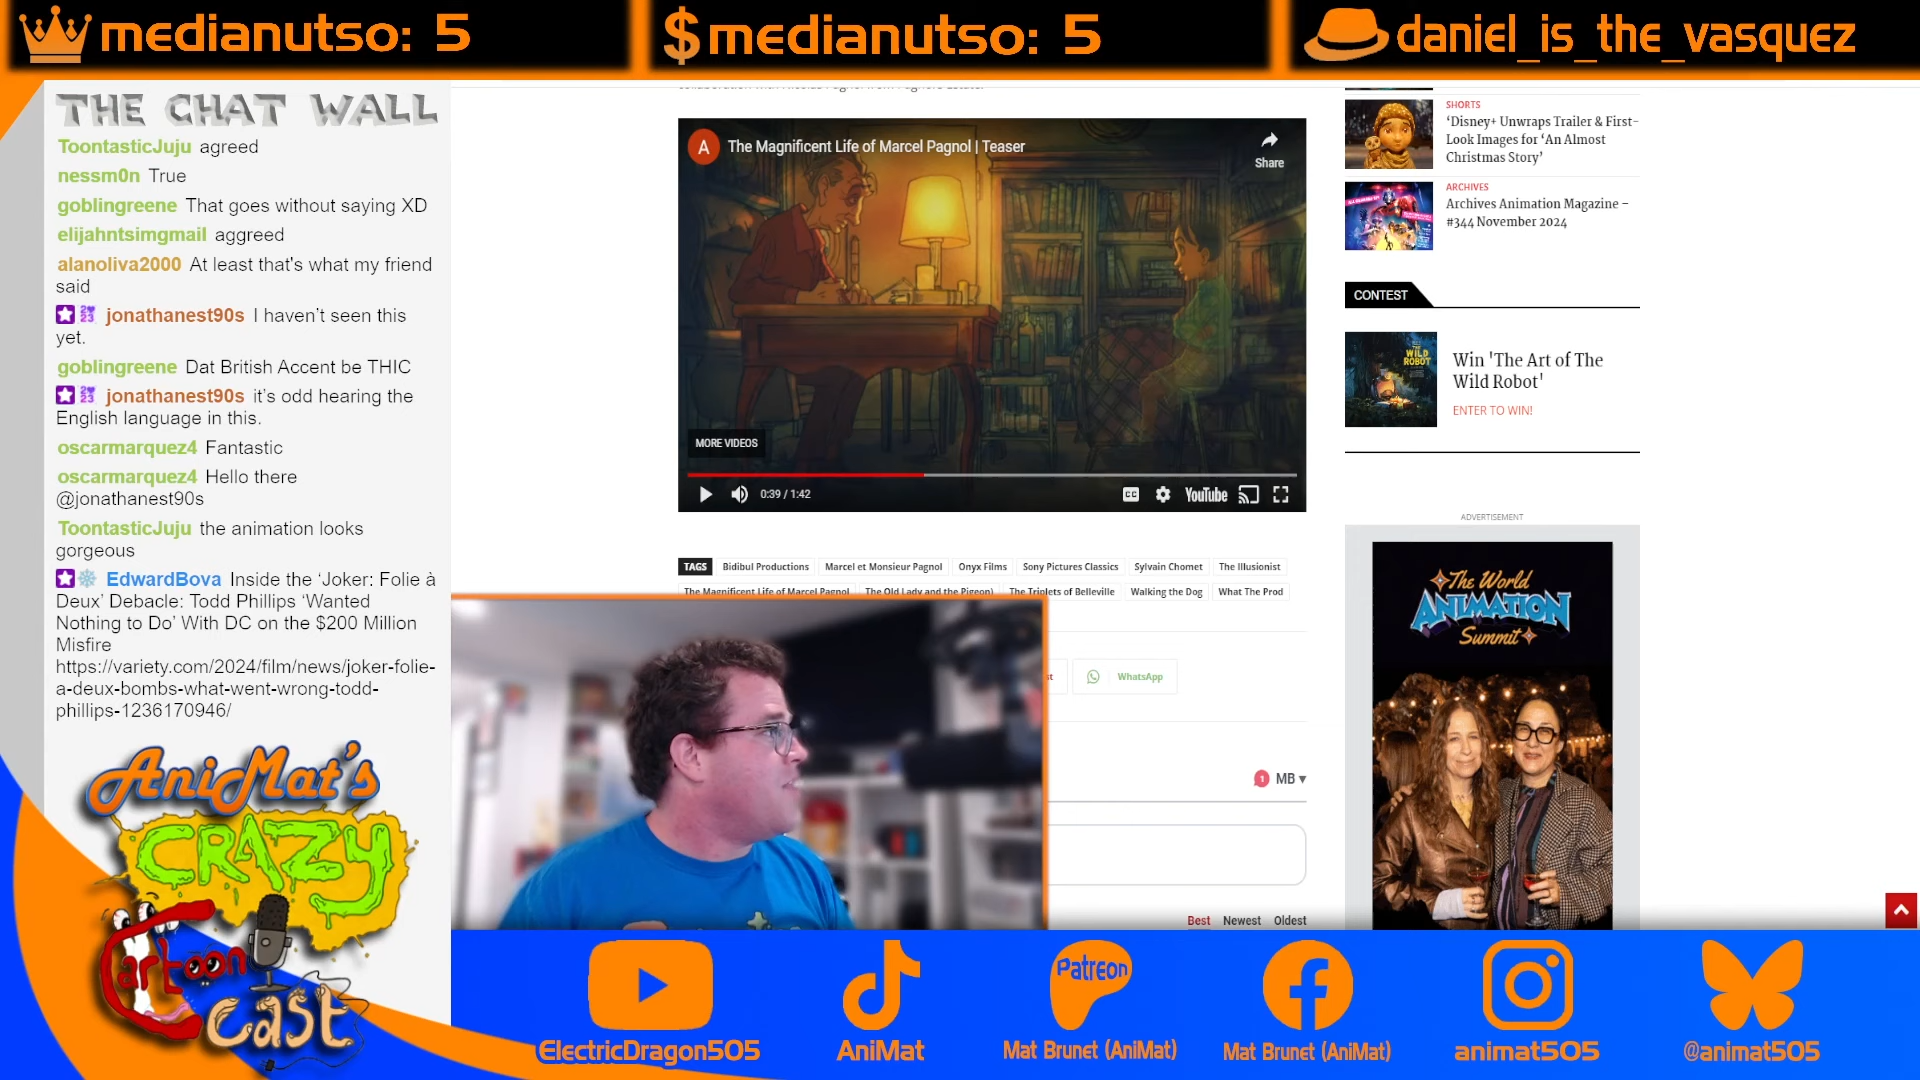 medianutso: 5
$ medianutso: 5
daniel_is_the_vasquez
THE CHAT WALL
ToontasticJuju agreed
nessm0n True
goblingreene That goes without saying XD
elijahntsimgmail aggreed
alanoliva2000 At least that's what my friend
said
jonathanest90s I haven't seen this
yet.
goblingreene Dat British Accent be THIC
jonathanest90s it's odd hearing the
English language in this.
oscarmarquez4 Fantastic
oscarmarquez4 Hello there
@jonathanest90s
ToontasticJuju the animation looks
gorgeous
EdwardBova Inside the ‘Joker: Folie à
Deux’ Debacle: Todd Phillips ‘Wanted
Nothing to Do’ With DC on the $200 Million
Misfire
https://variety.com/2024/film/news/joker-folie-
a-deux-bombs-what-went-wrong-todd-
phillips-1236170946/
AniMat's
CRAZY
Cartoon
Cast
A
The Magnificent Life of Marcel Pagnol | Teaser
Share
MORE VIDEOS
0:39 / 1:42
CC
YouTube
TAGS
Bidibul Productions
Marcel et Monsieur Pagnol
Onyx Films
Sony Pictures Classics
Sylvain Chomet
The Illusionist
The Magnificent Life of Marcel Pagnol
The Old Lady and the Pigeon)
The Triplets of Belleville
Walking the Dog
What The Prod
st
WhatsApp
1
MB
Best
Newest
Oldest
SHORTS
‘Disney+ Unwraps Trailer & First-
Look Images for ‘An Almost
Christmas Story’
ARCHIVES
Archives Animation Magazine –
#344 November 2024
CONTEST
THE WILD
ROBOT
Win 'The Art of The
Wild Robot'
ENTER TO WIN!
ADVERTISEMENT
The World
ANIMATION
Summit
ElectricDragon505
AniMat
Patreon
Mat Brunet (AniMat)
Mat Brunet (AniMat)
animat505
@animat505